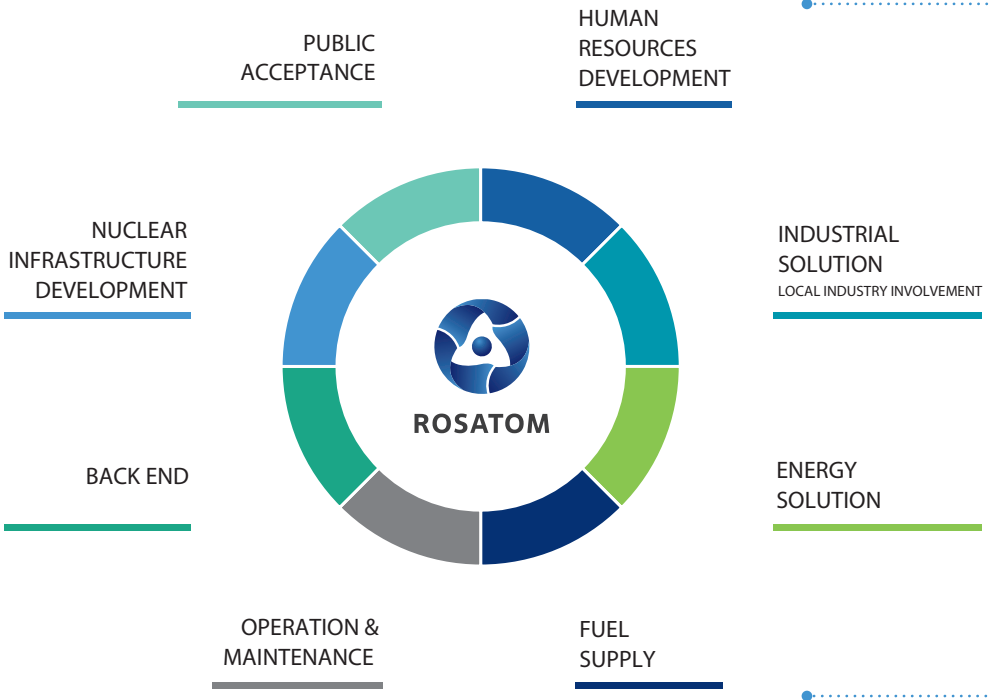 PUBLIC
ACCEPTANCE
HUMAN
RESOURCES
DEVELOPMENT
NUCLEAR
INFRASTRUCTURE
DEVELOPMENT
INDUSTRIAL
SOLUTION
LOCAL INDUSTRY INVOLVEMENT
ROSATOM
BACK END
ENERGY
SOLUTION
OPERATION &
MAINTENANCE
FUEL
SUPPLY